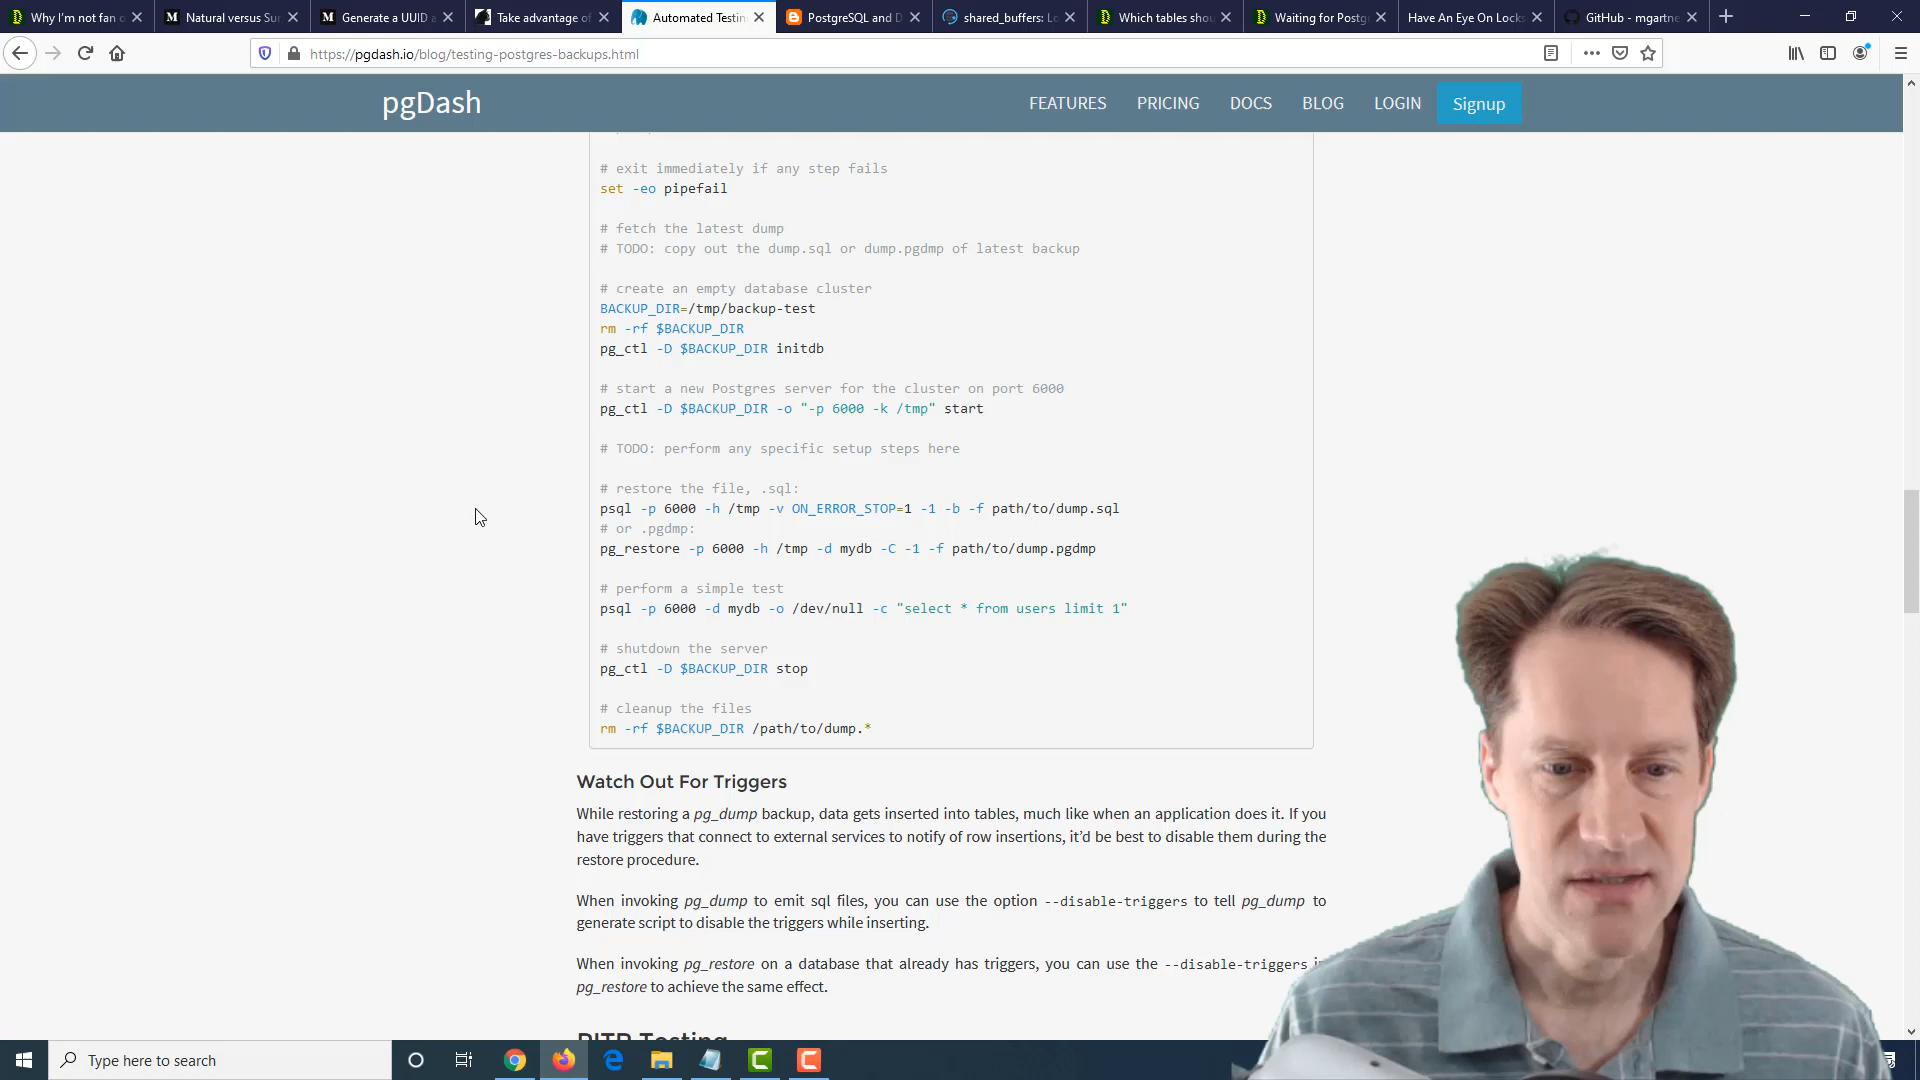 Why I'm not fan o
Natural versus Su
Generate a UUID a
Take advantage of
Automated Testin
PostgreSQL and D
shared_buffers: Lo
Which tables shou
Waiting for Postg
Have An Eye On Locks
GitHub - mgartne
https://pgdash.io/blog/testing-postgres-backups.html
pgDash
FEATURES
PRICING
DOCS
BLOG
LOGIN
Signup
# exit immediately if any step fails
set -eo pipefail
# fetch the latest dump
# TODO: copy out the dump.sql or dump.pgdmp of latest backup
# create an empty database cluster
BACKUP_DIR=/tmp/backup-test
rm -rf $BACKUP_DIR
pg_ctl -D $BACKUP_DIR initdb
# start a new Postgres server for the cluster on port 6000
pg_ctl -D $BACKUP_DIR -o "-p 6000 -k /tmp" start
# TODO: perform any specific setup steps here
# restore the file, .sql:
psql -p 6000 -h /tmp -v ON_ERROR_STOP=1 -1 -b -f path/to/dump.sql
# or .pgdmp:
pg_restore -p 6000 -h /tmp -d mydb -C -1 -f path/to/dump.pgdmp
# perform a simple test
psql -p 6000 -d mydb -o /dev/null -c "select * from users limit 1"
# shutdown the server
pg_ctl -D $BACKUP_DIR stop
# cleanup the files
rm -rf $BACKUP_DIR /path/to/dump.*
Watch Out For Triggers
While restoring a pg_dump backup, data gets inserted into tables, much like when an application does it. If you
have triggers that connect to external services to notify of row insertions, it'd be best to disable them during the
restore procedure.
When invoking pg_dump to emit sql files, you can use the option --disable-triggers to tell pg_dump to
generate script to disable the triggers while inserting.
When invoking pg_restore on a database that already has triggers, you can use the --disable-triggers in
pg_restore to achieve the same effect.
PITR Testing
Type here to search